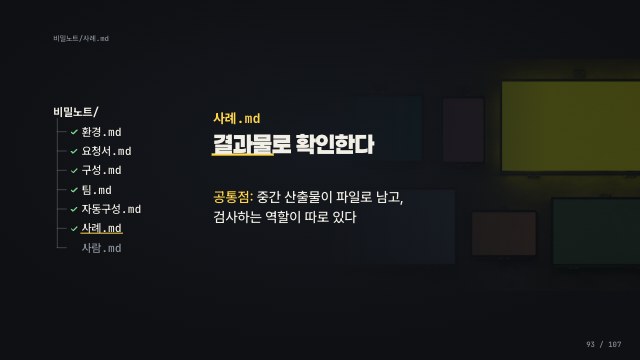 비밀노트/사례.md
비밀노트/
환경.md
요청서.md
구성.md
팀.md
자동구성.md
사례.md
사람.md
사례.md
결과물로 확인한다
공통점: 중간 산출물이 파일로 남고,
검사하는 역할이 따로 있다
93 / 107